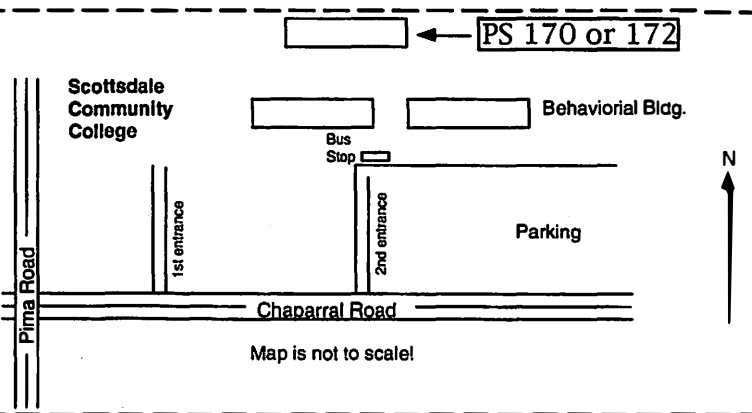 PS 170 or 172
Scottsdale
Community
College
Behaviorial Bldg.
Bus
Stop
N
1st entrance
2nd entrance
Parking
Pima Road
Chaparral Road
Map is not to scale!